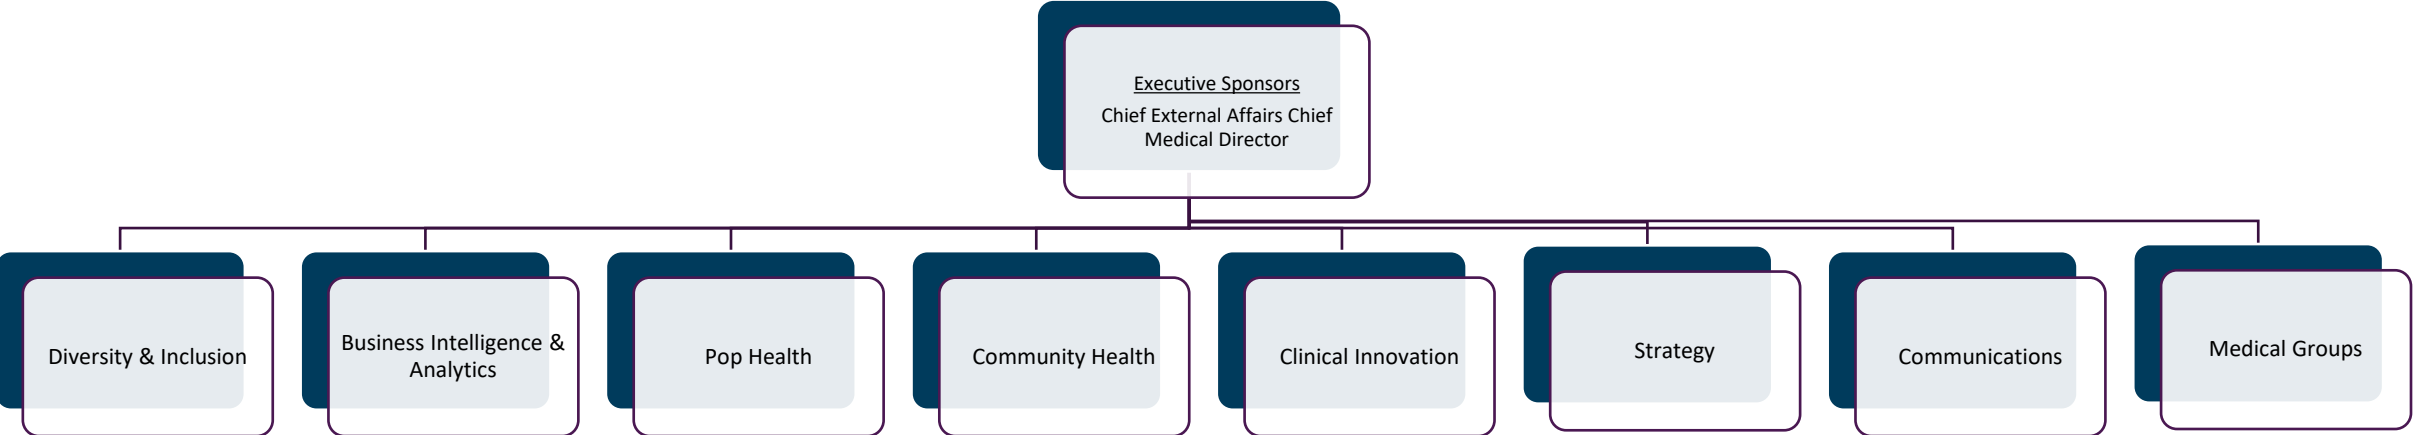 Executive Sponsors
Chief External Affairs Chief
Medical Director
Diversity & Inclusion
Business Intelligence &
Analytics
Pop Health
Community Health
Clinical Innovation
Strategy
Communications
Medical Groups